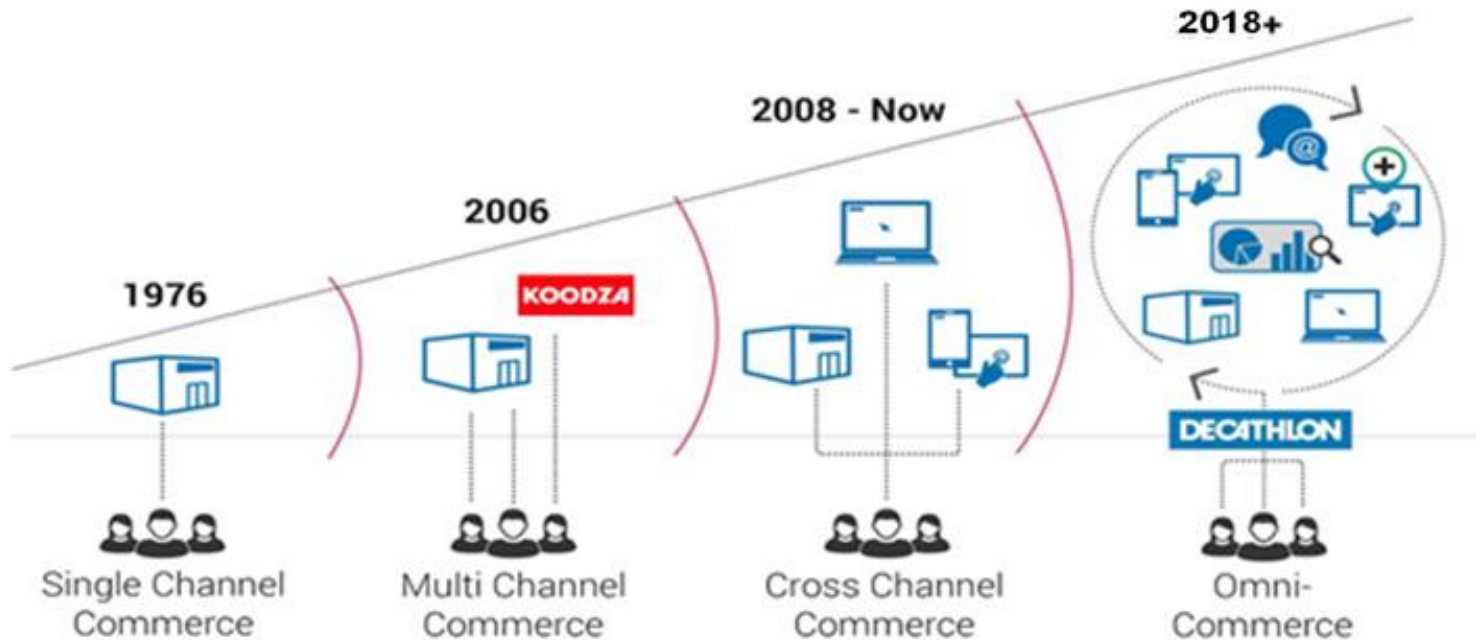 2018+
2008 - Now
2006
1976
KOODZA
@
DECATHLON
Single Channel
Commerce
Multi Channel
Commerce
Cross Channel
Commerce
Omni-
Commerce